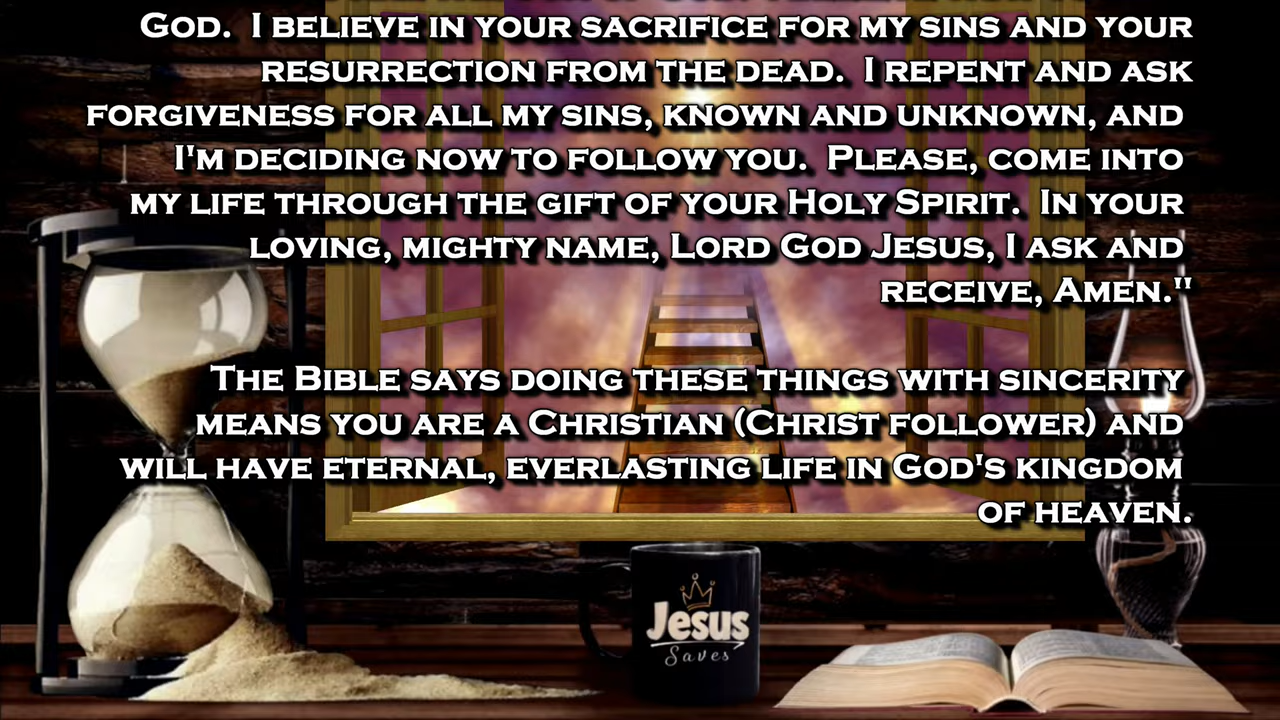 God. I believe in your sacrifice for my sins and your
resurrection from the dead. I repent and ask
forgiveness for all my sins, known and unknown, and
I'm deciding now to follow you. Please, come into
my life through the gift of your Holy Spirit. In your
loving, mighty name, Lord God Jesus, I ask and
receive, Amen."
The Bible says doing these things with sincerity
means you are a Christian (Christ follower) and
will have eternal, everlasting life in God's kingdom
of heaven.
Jesus
Saves